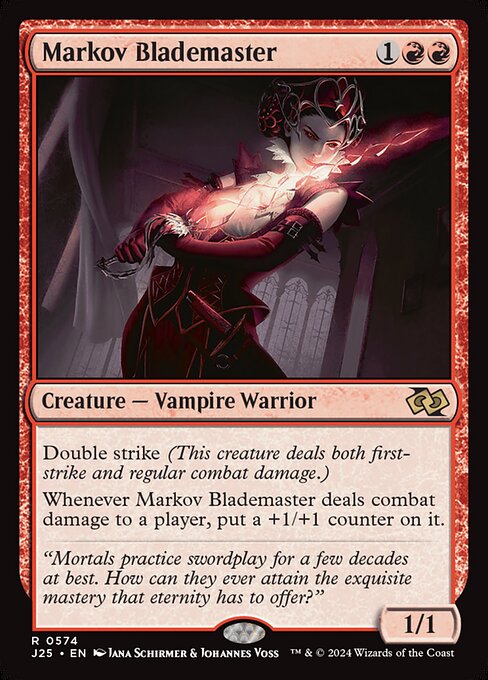 Markov Blademaster 1
Creature — Vampire Warrior
Double strike (This creature deals both first-
strike and regular combat damage.)
Whenever Markov Blademaster deals combat
damage to a player, put a +1/+1 counter on it.
“Mortals practice swordplay for a few decades
at best. How can they ever attain the exquisite
mastery that eternity has to offer?”
1/1
R 0574
J25 • EN Jana Schirmer & Johannes Voss ™ & © 2024 Wizards of the Coast